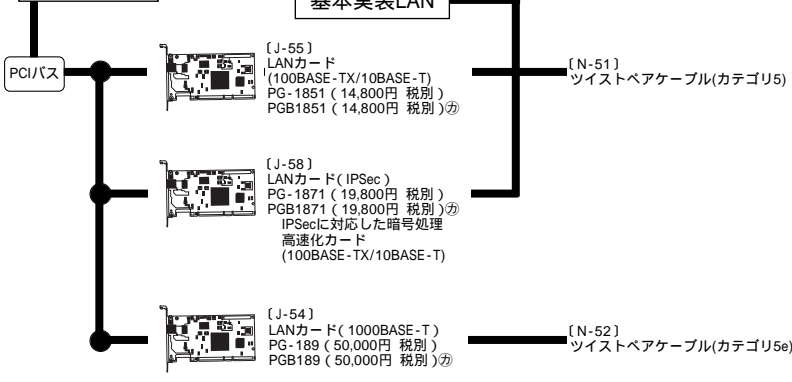 基本実装LAN
PCIバス
〔J-55〕
LANカード
(100BASE-TX/10BASE-T)
PG-1851（14,800円 税別）
PGB1851（14,800円 税別）㋕
〔N-51〕
ツイストペアケーブル(カテゴリ5)
〔J-58〕
LANカード(IPSec)
PG-1871（19,800円 税別）
PGB1871（19,800円 税別）㋕
IPSecに対応した暗号処理
高速化カード
(100BASE-TX/10BASE-T)
〔J-54〕
LANカード(1000BASE-T)
PG-189（50,000円 税別）
PGB189（50,000円 税別）㋕
〔N-52〕
ツイストペアケーブル(カテゴリ5e)